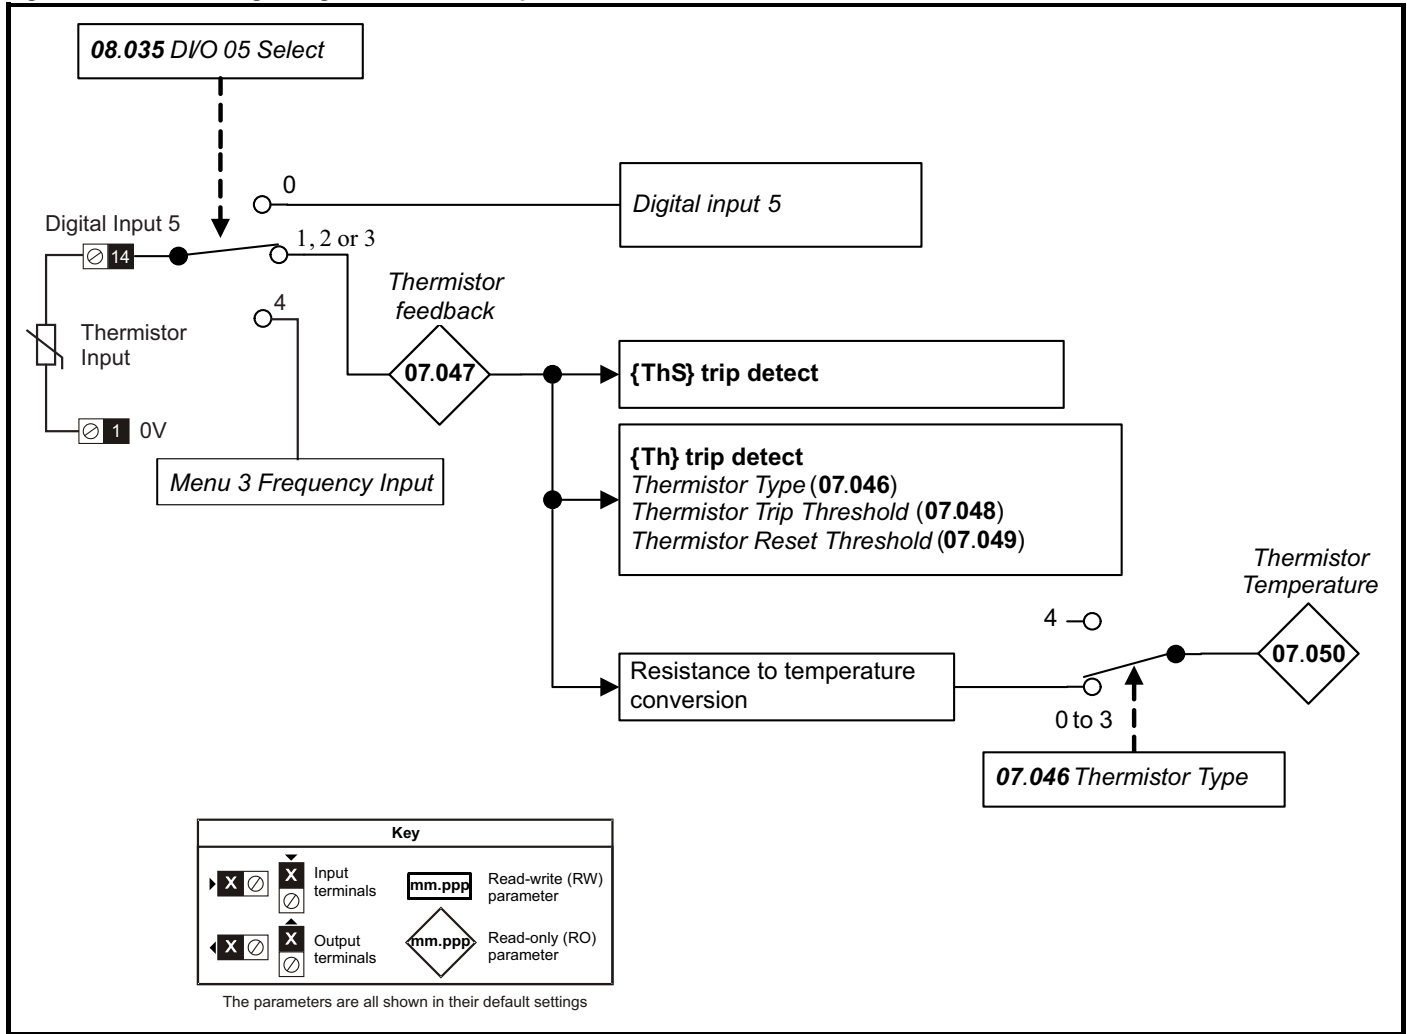 08.035 DI/O 05 Select
0
Digital input 5
Digital Input 5
14
1, 2 or 3
4
Thermistor
Input
Thermistor
feedback
07.047
{ThS} trip detect
1 0V
Menu 3 Frequency Input
{Th} trip detect
Thermistor Type (07.046)
Thermistor Trip Threshold (07.048)
Thermistor Reset Threshold (07.049)
Thermistor
Temperature
4
07.050
Resistance to temperature
conversion
0 to 3
07.046 Thermistor Type
Key
X
X
Input
terminals
mm.ppp
Read-write (RW)
parameter
X
X
Output
terminals
mm.ppp
Read-only (RO)
parameter
The parameters are all shown in their default settings